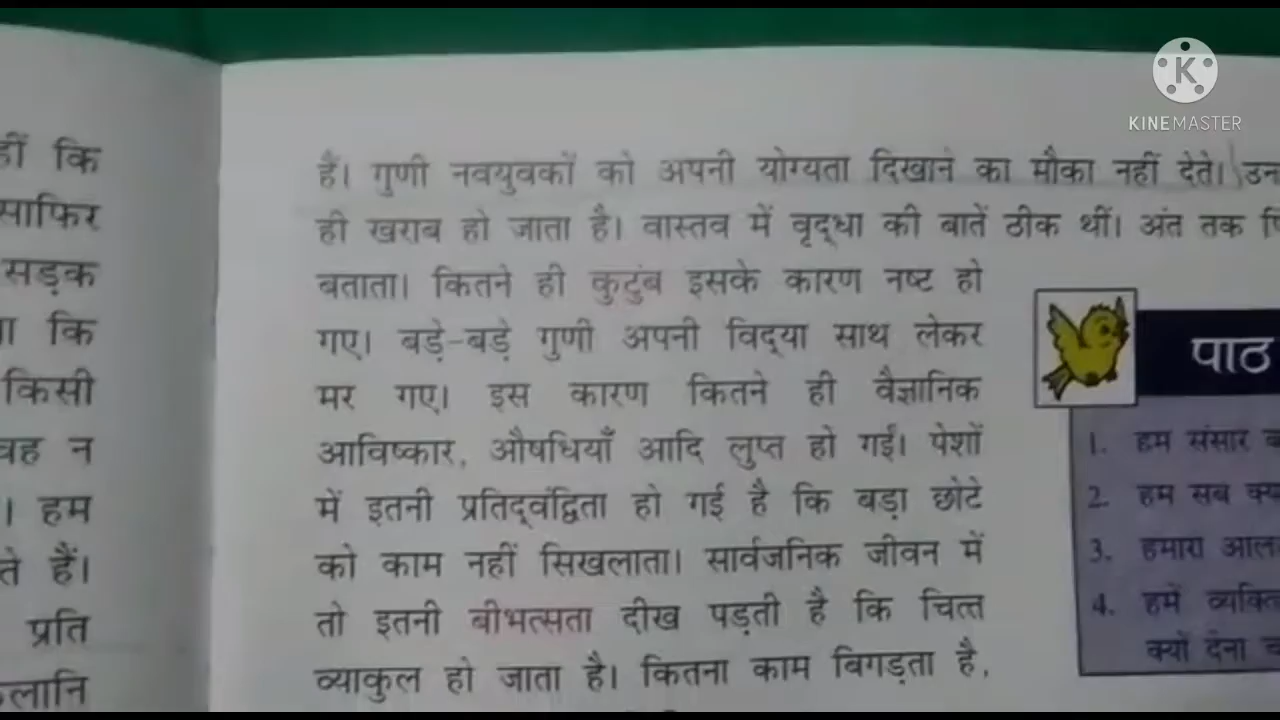 KINEMASTER
कि
सड़क
कि
किसी
न
। हम
हैं।
प्रति
हैं। गुणी नवयुवकों को अपनी योग्यता दिखाने का मौका नहीं देते।
ही खराब हो जाता है। वास्तव में वृद्धा की बातें ठीक थीं। अंत तक
बताता। कितने ही कुटुंब इसके कारण नष्ट हो
गए। बड़े-बड़े गुणी अपनी विद्या साथ लेकर
मर गए। इस कारण कितने ही वैज्ञानिक
आविष्कार, औषधियाँ आदि लुप्त हो गईं। पेशों
में इतनी प्रतिद्वंद्विता हो गई है कि बड़ा छोटे
को काम नहीं सिखलाता। सार्वजनिक जीवन में
तो इतनी बीभत्सता दीख पड़ती है कि चित्त
व्याकुल हो जाता है। कितना काम बिगड़ता है,
पाठ
1. हम संसार
2. हम सब
3. हमारा
4. हमें
क्यों देना